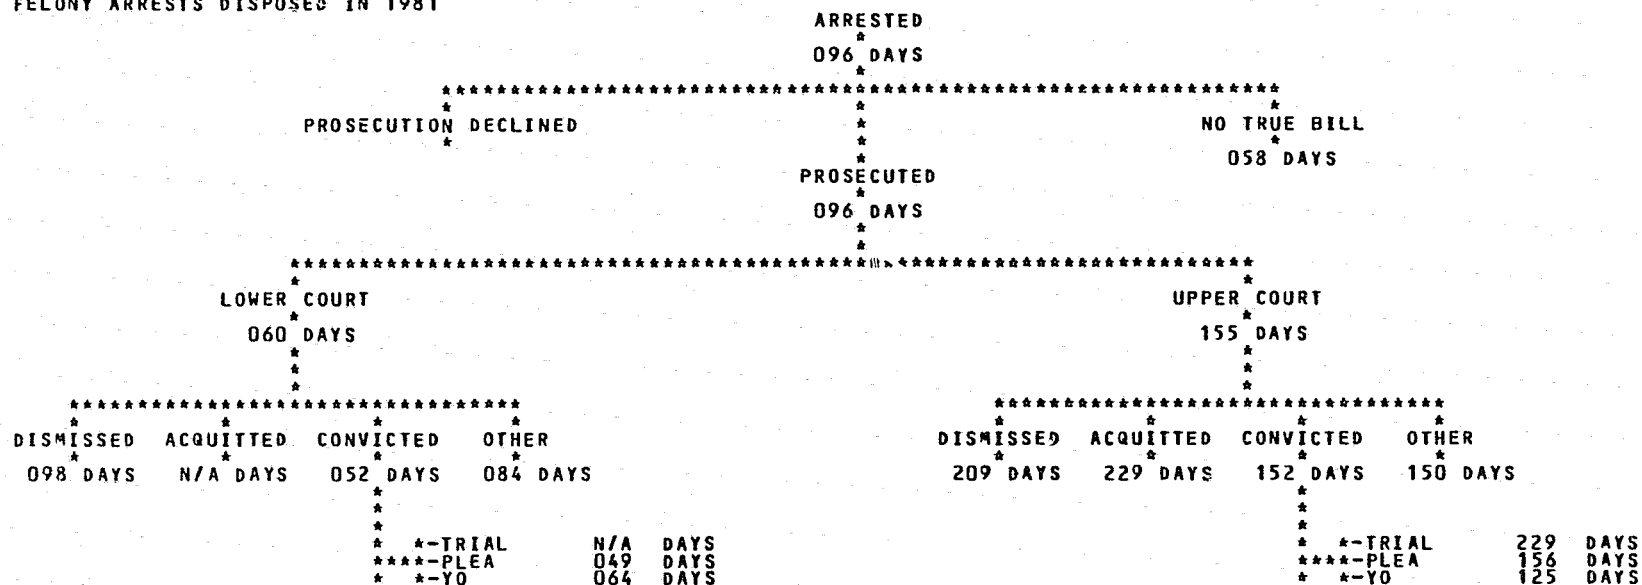 FELONY ARRESTS DISPOSED IN 1981
ARRESTED
096 DAYS
PROSECUTION DECLINED
NO TRUE BILL
058 DAYS
PROSECUTED
096 DAYS
LOWER COURT
UPPER COURT
060 DAYS
155 DAYS
DISMISSED ACQUITTED CONVICTED OTHER
DISMISSED ACQUITTED CONVICTED OTHER
098 DAYS N/A DAYS 052 DAYS 084 DAYS
209 DAYS 229 DAYS 152 DAYS 150 DAYS
*-TRIAL N/A DAYS
****-PLEA 049 DAYS
* *-YO 064 DAYS
*-TRIAL 229 DAYS
****-PLEA 156 DAYS
* *-YO 125 DAYS